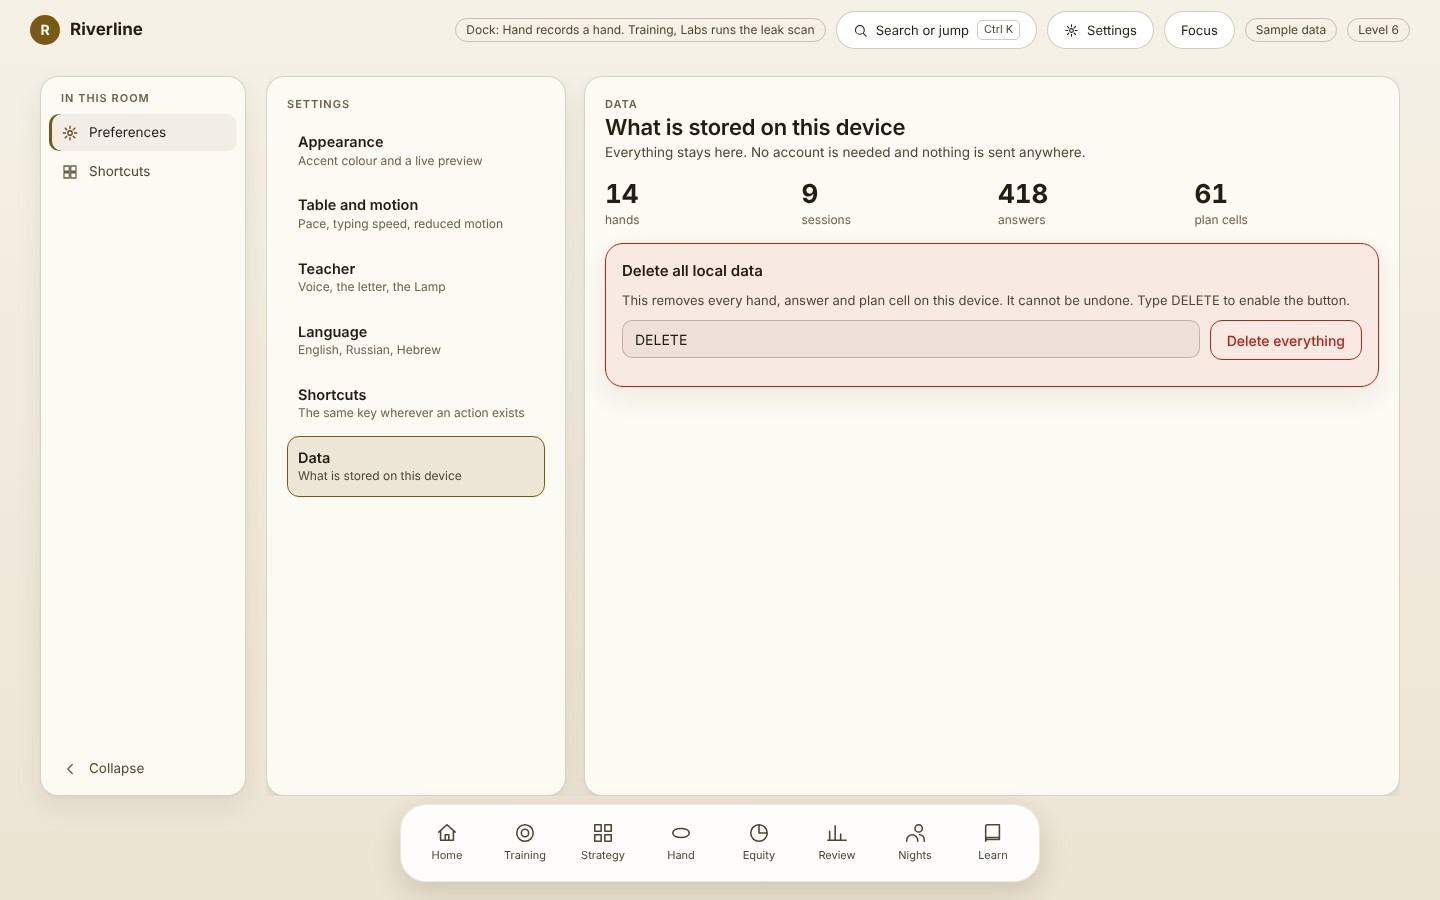 R
Riverline
Dock: Hand records a hand. Training, Labs runs the leak scan
Search or jump
Ctrl K
Settings
Focus
Sample data
Level 6
IN THIS ROOM
Preferences
Shortcuts
Collapse
SETTINGS
Appearance
Accent colour and a live preview
Table and motion
Pace, typing speed, reduced motion
Teacher
Voice, the letter, the Lamp
Language
English, Russian, Hebrew
Shortcuts
The same key wherever an action exists
Data
What is stored on this device
DATA
What is stored on this device
Everything stays here. No account is needed and nothing is sent anywhere.
14
hands
9
sessions
418
answers
61
plan cells
Delete all local data
This removes every hand, answer and plan cell on this device. It cannot be undone. Type DELETE to enable the button.
DELETE
Delete everything
Home
Training
Strategy
Hand
Equity
Review
Nights
Learn